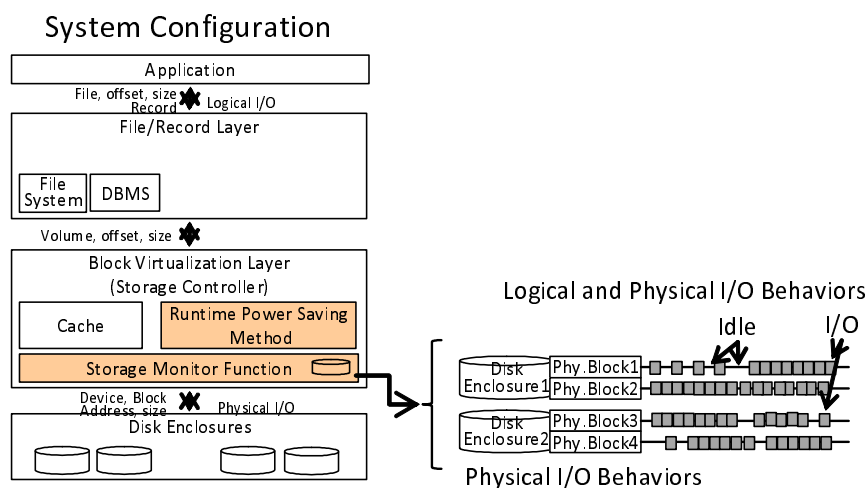 System Configuration
Application
File, offset, size
Record
Logical I/O
File/Record Layer
File
System
DBMS
Volume, offset, size
Block Virtualization Layer
(Storage Controller)
Cache
Runtime Power Saving
Method
Storage Monitor Function
Device, Block
Address, size
Physical I/O
Disk Enclosures
Logical and Physical I/O Behaviors
Idle
I/O
Disk
Enclosure1
Phy.Block1
Phy.Block2
Disk
Enclosure2
Phy.Block3
Phy.Block4
Physical I/O Behaviors